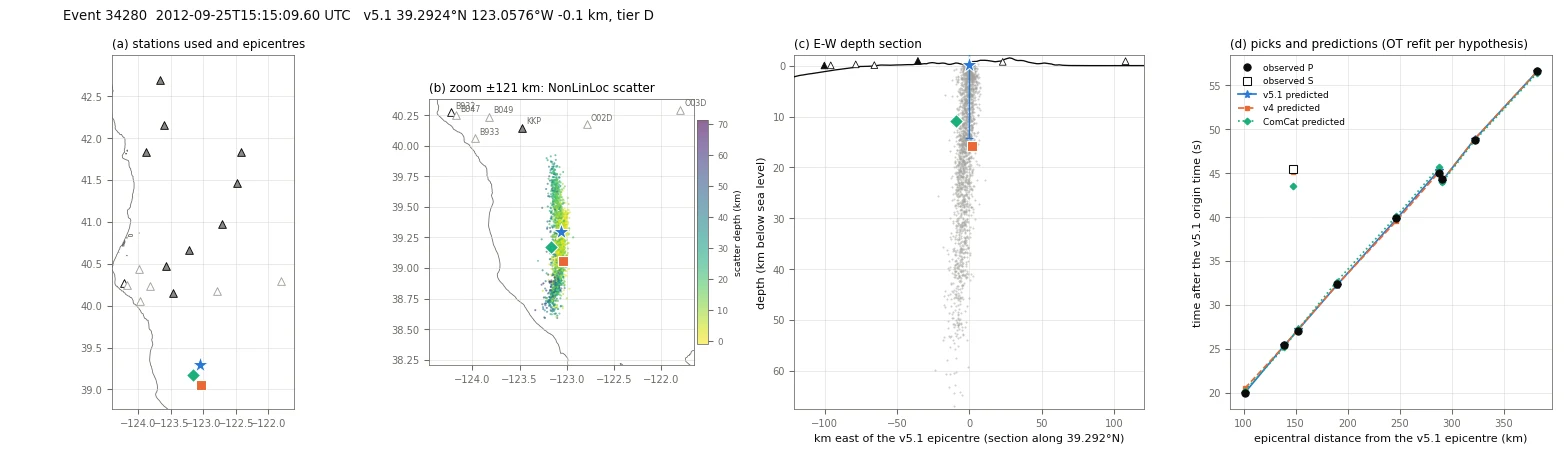 Event 34280  2012-09-25T15:15:09.60 UTC   v5.1 39.2924°N 123.0576°W -0.1 km, tier D
(a) stations used and epicentres
42.5
42.0
41.5
41.0
40.5
40.0
39.5
39.0
−124.0 −123.5 −123.0 −122.5 −122.0
(b) zoom ±121 km: NonLinLoc scatter
B047
B049
B933
KKP
O02D
O03D
40.25
40.00
39.75
39.50
39.25
39.00
38.75
38.50
38.25
−124.0 −123.5 −123.0 −122.5 −122.0
70
60
50
40
30
20
10
0
scatter depth (km)
(c) E-W depth section
0
10
20
30
40
50
60
depth (km below sea level)
−100 −50 0 50 100
km east of the v5.1 epicentre (section along 39.292°N)
(d) picks and predictions (OT refit per hypothesis)
observed P
observed S
v5.1 predicted
v4 predicted
ComCat predicted
55
50
45
40
35
30
25
20
time after the v5.1 origin time (s)
100 150 200 250 300 350
epicentral distance from the v5.1 epicentre (km)